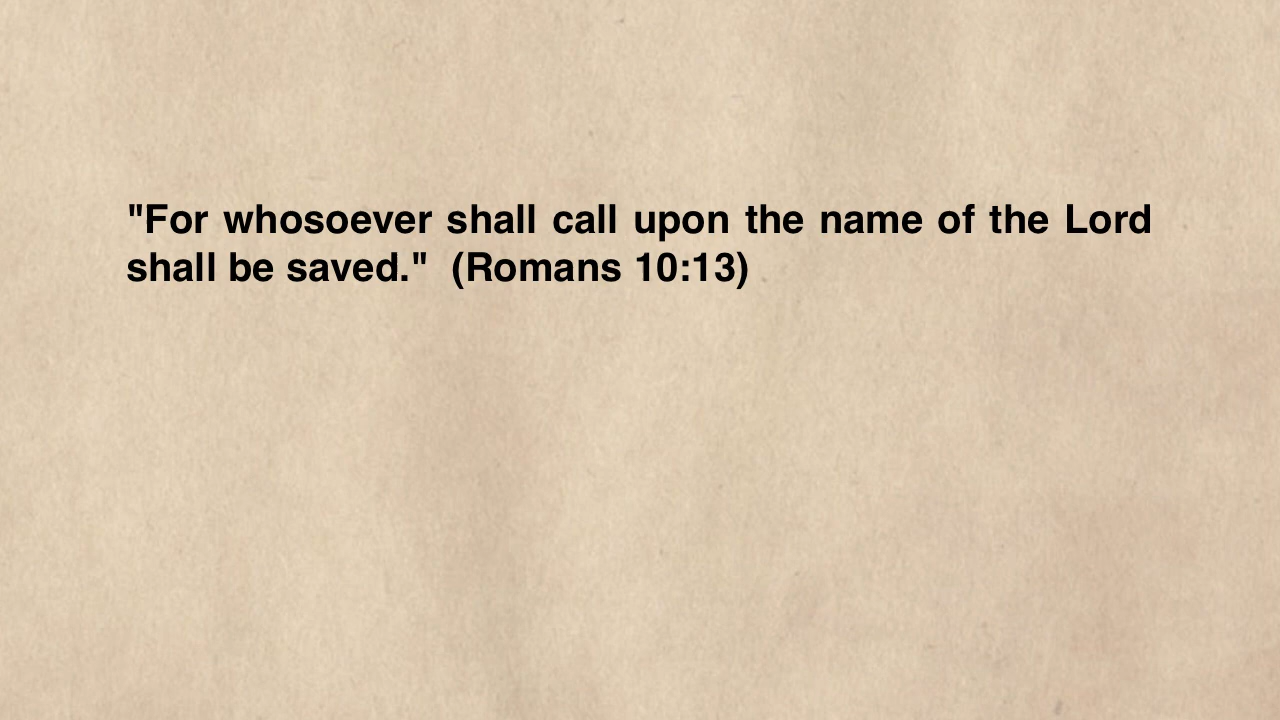 "For whosoever shall call upon the name of the Lord
shall be saved."  (Romans 10:13)